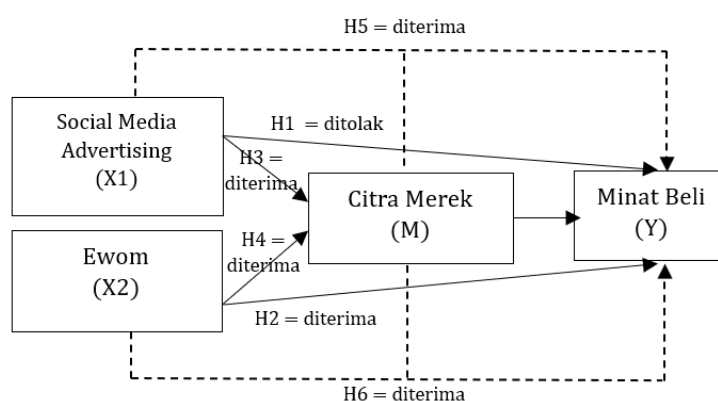 H5 = diterima
Social Media
Advertising
(X1)
H1 = ditolak
H3 =
diterima
Citra Merek
(M)
Minat Beli
(Y)
Ewom
(X2)
H4 =
diterima
H2 = diterima
H6 = diterima